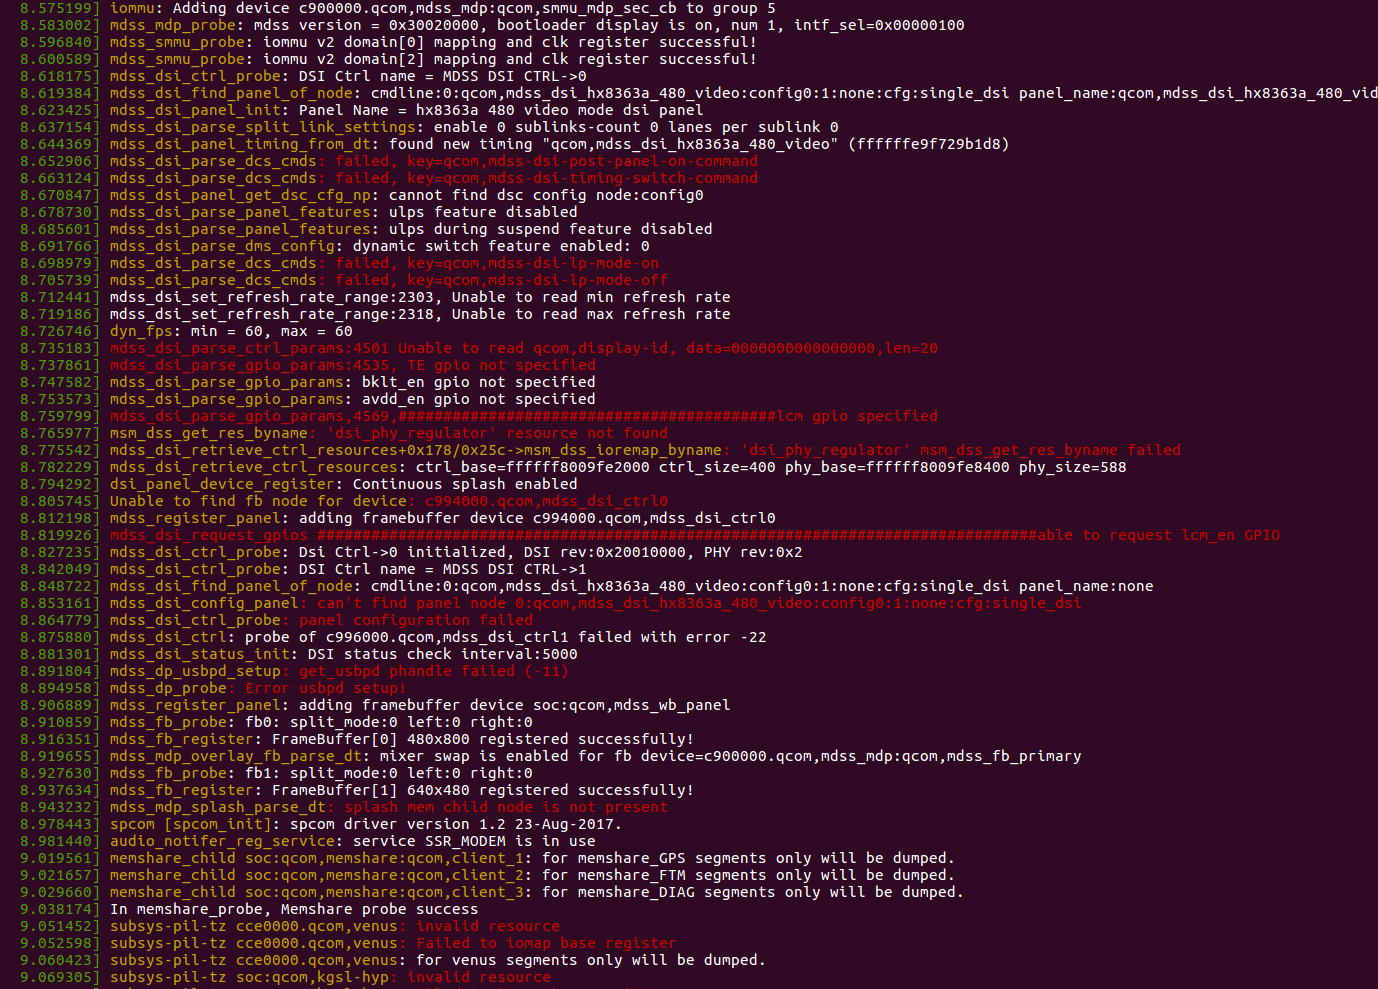 8.575199] iommu: Adding device c900000.qcom,mdss_mdp:qcom,smmu_mdp_sec_cb to group 5
8.583002] mdss_mdp_probe: mdss version = 0x30020000, bootloader display is on, num 1, intf_sel=0x00000100
8.596840] mdss_smmu_probe: iommu v2 domain[0] mapping and clk register successful!
8.600589] mdss_smmu_probe: iommu v2 domain[2] mapping and clk register successful!
8.618175] mdss_dsi_ctrl_probe: DSI Ctrl name = MDSS DSI CTRL->0
8.619384] mdss_dsi_find_panel_of_node: cmdline:0:qcom,mdss_dsi_hx8363a_480_video:config0:1:none:cfg:single_dsi panel_name:qcom,mdss_dsi_hx8363a_480_vid
8.623425] mdss_dsi_panel_init: Panel Name = hx8363a 480 video mode dsi panel
8.637154] mdss_dsi_parse_split_link_settings: enable 0 sublinks-count 0 lanes per sublink 0
8.644369] mdss_dsi_panel_timing_from_dt: found new timing "qcom,mdss_dsi_hx8363a_480_video" (ffffffe9f729b1d8)
8.652906] mdss_dsi_parse_dcs_cmds: failed, key=qcom,mdss-dsi-post-panel-on-command
8.663124] mdss_dsi_parse_dcs_cmds: failed, key=qcom,mdss-dsi-timing-switch-command
8.670847] mdss_dsi_panel_get_dsc_cfg_np: cannot find dsc config node:config0
8.678730] mdss_dsi_parse_panel_features: ulps feature disabled
8.685601] mdss_dsi_parse_panel_features: ulps during suspend feature disabled
8.691766] mdss_dsi_parse_dms_config: dynamic switch feature enabled: 0
8.698979] mdss_dsi_parse_dcs_cmds: failed, key=qcom,mdss-dsi-lp-mode-on
8.705739] mdss_dsi_parse_dcs_cmds: failed, key=qcom,mdss-dsi-lp-mode-off
8.712441] mdss_dsi_set_refresh_rate_range:2303, Unable to read min refresh rate
8.719186] mdss_dsi_set_refresh_rate_range:2318, Unable to read max refresh rate
8.726746] dyn_fps: min = 60, max = 60
8.735183] mdss_dsi_parse_ctrl_params:4501 Unable to read qcom,display-id, data=0000000000000000,len=20
8.737861] mdss_dsi_parse_gpio_params:4535, TE gpio not specified
8.747582] mdss_dsi_parse_gpio_params: bklt_en gpio not specified
8.753573] mdss_dsi_parse_gpio_params: avdd_en gpio not specified
8.759799] mdss_dsi_parse_gpio_params,4569,##########################################lcm gpio specified
8.765977] msm_dss_get_res_byname: 'dsi_phy_regulator' resource not found
8.775542] mdss_dsi_retrieve_ctrl_resources+0x178/0x25c->msm_dss_ioremap_byname: 'dsi_phy_regulator' msm_dss_get_res_byname failed
8.782229] mdss_dsi_retrieve_ctrl_resources: ctrl_base=ffffff8009fe2000 ctrl_size=400 phy_base=ffffff8009fe8400 phy_size=588
8.794292] dsi_panel_device_register: Continuous splash enabled
8.805745] Unable to find fb node for device: c994000.qcom,mdss_dsi_ctrl0
8.812198] mdss_register_panel: adding framebuffer device c994000.qcom,mdss_dsi_ctrl0
8.819926] mdss_dsi_request_gpios ################################################################################able to request lcm_en GPIO
8.827235] mdss_dsi_ctrl_probe: Dsi Ctrl->0 initialized, DSI rev:0x20010000, PHY rev:0x2
8.842049] mdss_dsi_ctrl_probe: DSI Ctrl name = MDSS DSI CTRL->1
8.848722] mdss_dsi_find_panel_of_node: cmdline:0:qcom,mdss_dsi_hx8363a_480_video:config0:1:none:cfg:single_dsi panel_name:none
8.853161] mdss_dsi_config_panel: can't find panel node 0:qcom,mdss_dsi_hx8363a_480_video:config0:1:none:cfg:single_dsi
8.864779] mdss_dsi_ctrl_probe: panel configuration failed
8.875880] mdss_dsi_ctrl: probe of c996000.qcom,mdss_dsi_ctrl1 failed with error -22
8.881301] mdss_dsi_status_init: DSI status check interval:5000
8.891804] mdss_dp_usbpd_setup: get_usbpd phandle failed (-11)
8.894958] mdss_dp_probe: Error usbpd setup!
8.906889] mdss_register_panel: adding framebuffer device soc:qcom,mdss_wb_panel
8.910859] mdss_fb_probe: fb0: split_mode:0 left:0 right:0
8.916351] mdss_fb_register: FrameBuffer[0] 480x800 registered successfully!
8.919655] mdss_mdp_overlay_fb_parse_dt: mixer swap is enabled for fb device=c900000.qcom,mdss_mdp:qcom,mdss_fb_primary
8.927630] mdss_fb_probe: fb1: split_mode:0 left:0 right:0
8.937634] mdss_fb_register: FrameBuffer[1] 640x480 registered successfully!
8.943232] mdss_mdp_splash_parse_dt: splash mem child node is not present
8.978443] spcom [spcom_init]: spcom driver version 1.2 23-Aug-2017.
8.981440] audio_notifer_reg_service: service SSR_MODEM is in use
9.019561] memshare_child soc:qcom,memshare:qcom,client_1: for memshare_GPS segments only will be dumped.
9.021657] memshare_child soc:qcom,memshare:qcom,client_2: for memshare_FTM segments only will be dumped.
9.029660] memshare_child soc:qcom,memshare:qcom,client_3: for memshare_DIAG segments only will be dumped.
9.038174] In memshare_probe, Memshare probe success
9.051452] subsys-pil-tz cce0000.qcom,venus: invalid resource
9.052598] subsys-pil-tz cce0000.qcom,venus: Failed to iomap base register
9.060423] subsys-pil-tz cce0000.qcom,venus: for venus segments only will be dumped.
9.069305] subsys-pil-tz soc:qcom,kgsl-hyp: invalid resource